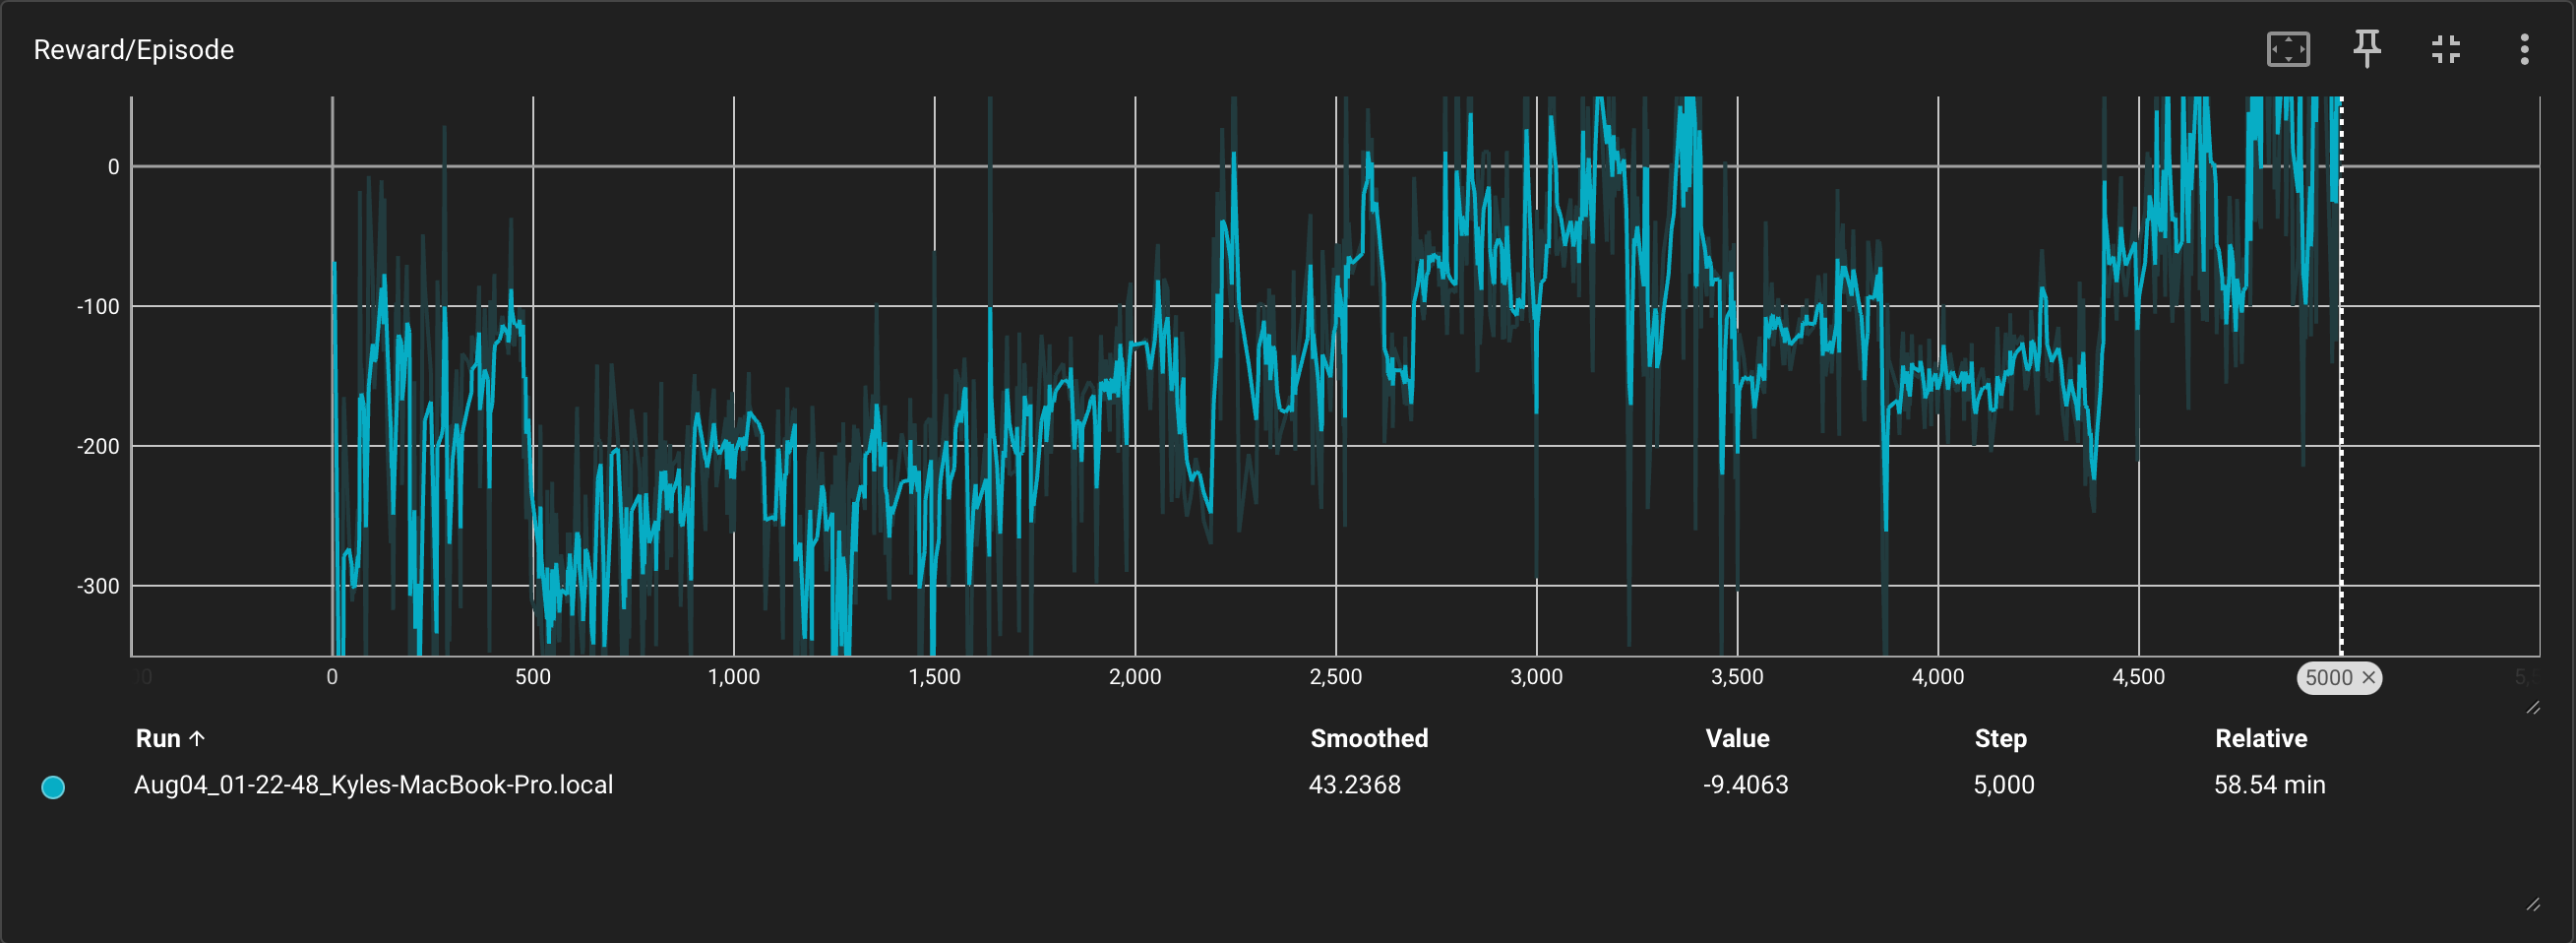 Reward/Episode
0
-100
-200
-300
0 500 1,000 1,500 2,000 2,500 3,000 3,500 4,000 4,500 5000 ×
Run ↑ Smoothed Value Step Relative
Aug04_01-22-48_Kyles-MacBook-Pro.local 43.2368 -9.4063 5,000 58.54 min